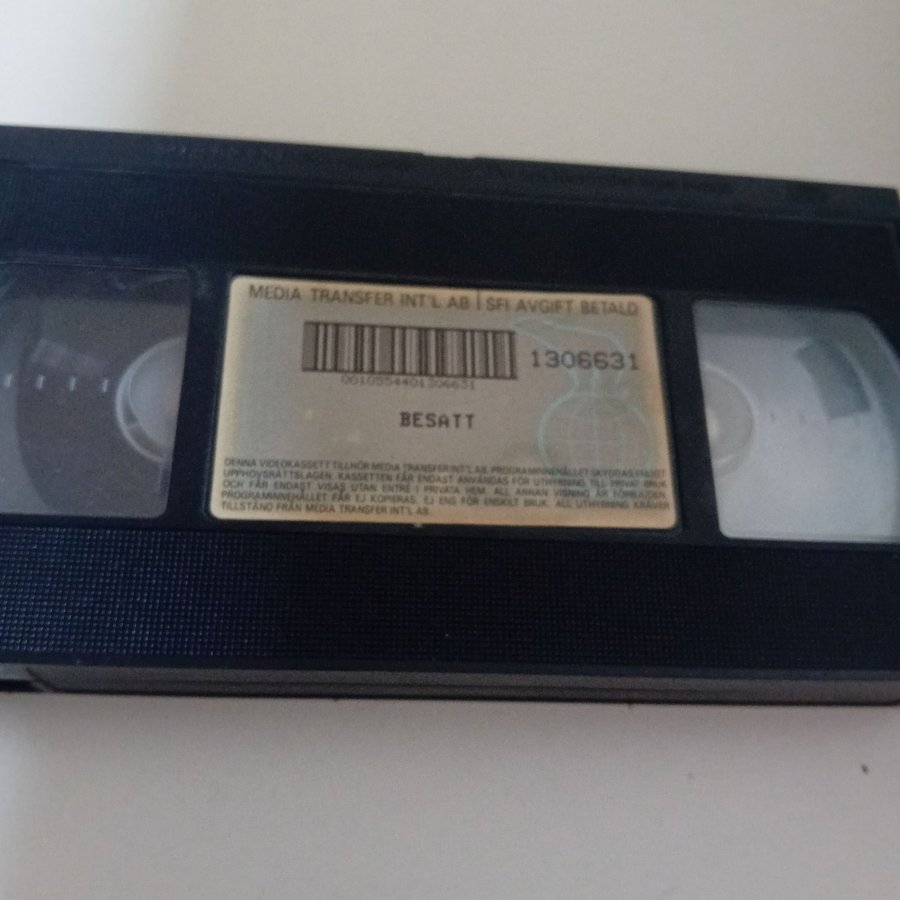 MEDIA TRANSFER INT'L AB | SFI AVGIFT BETALD
1306631
0010554401306631
BESATT
DENNA VIDEOKASSETT TILLHÖR MEDIA TRANSFER INT'L AB. PROGRAMINNEHÅLLET SKYDDAS ENLIGT
UPPHOVSRÄTTSLAGEN. KASSETTEN FÅR ENDAST ANVÄNDAS FÖR UTHYRNING TILL PRIVAT BRUK
OCH FÅR ENDAST VISAS UTAN ENTRÉ I PRIVATA HEM. ALL ANNAN VISNING ÄR FÖRBJUDEN.
PROGRAMINNEHÅLLET FÅR EJ KOPIERAS. EJ ENS FÖR ENSKILT BRUK. ALL UTHYRNING KRÄVER
TILLSTÅND FRÅN MEDIA TRANSFER INT'L AB.